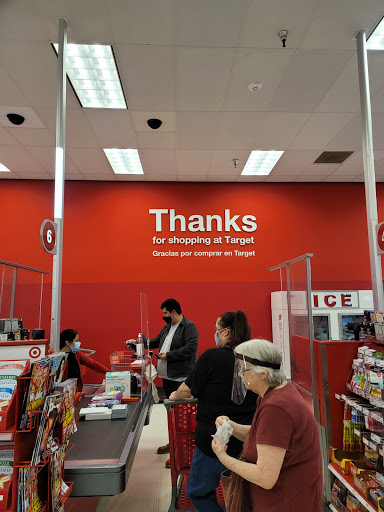 Thanks
for shopping at Target
Gracias por comprar en Target
6
ICE